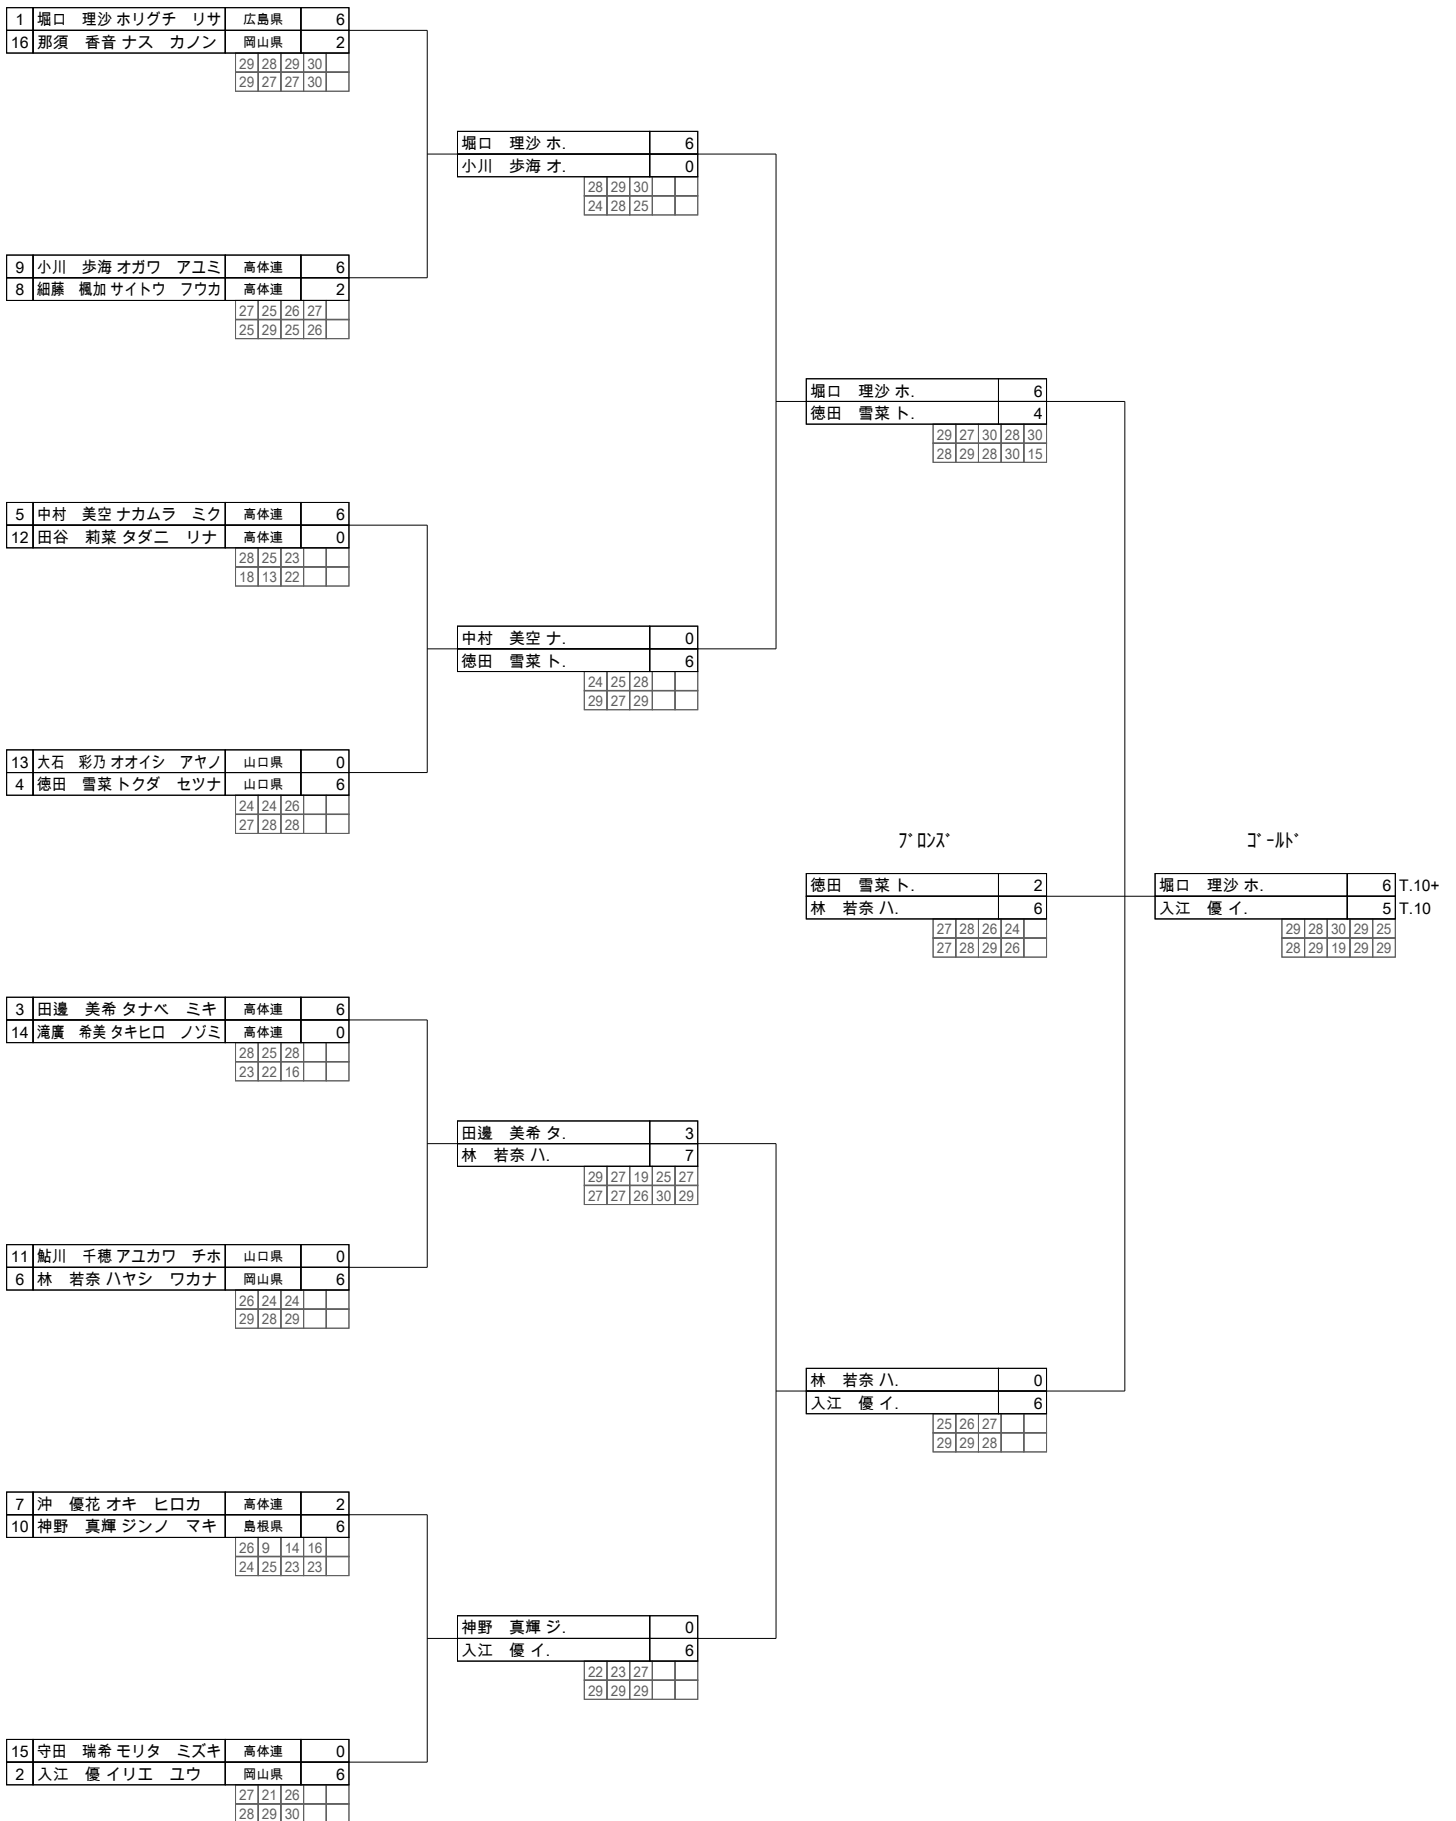 1 堀口　理沙 ホリグチ　リサ 広島県 6
16 那須　香音 ナス　カノン 岡山県 2
29 28 29 30
29 27 27 30
堀口　理沙 ホ. 6
小川　歩海 オ. 0
28 29 30
24 28 25
9 小川　歩海 オガワ　アユミ 高体連 6
8 細藤　楓加 サイトウ　フウカ 高体連 2
27 25 26 27
25 29 25 26
堀口　理沙 ホ. 6
徳田　雪菜 ト. 4
29 27 30 28 30
28 29 28 30 15
5 中村　美空 ナカムラ　ミク 高体連 6
12 田谷　莉菜 タダニ　リナ 高体連 0
28 25 23
18 13 22
中村　美空 ナ. 0
徳田　雪菜 ト. 6
24 25 28
29 27 29
13 大石　彩乃 オオイシ　アヤノ 山口県 0
4 徳田　雪菜 トクダ　セツナ 山口県 6
24 24 26
27 28 28
ﾌﾞﾛﾝｽﾞ ｺﾞｰﾙﾄﾞ
徳田　雪菜 ト. 2
林　若奈 ハ. 6
27 28 26 24
27 28 29 26
堀口　理沙 ホ. 6 T.10+
入江　優 イ. 5 T.10
29 28 30 29 25
28 29 19 29 29
3 田邊　美希 タナベ　ミキ 高体連 6
14 滝廣　希美 タキヒロ　ノゾミ 高体連 0
28 25 28
23 22 16
田邊　美希 タ. 3
林　若奈 ハ. 7
29 27 19 25 27
27 27 26 30 29
11 鮎川　千穂 アユカワ　チホ 山口県 0
6 林　若奈 ハヤシ　ワカナ 岡山県 6
26 24 24
29 28 29
林　若奈 ハ. 0
入江　優 イ. 6
25 26 27
29 29 28
7 沖　優花 オキ　ヒロカ 高体連 2
10 神野　真輝 ジンノ　マキ 島根県 6
26 9 14 16
24 25 23 23
神野　真輝 ジ. 0
入江　優 イ. 6
22 23 27
29 29 29
15 守田　瑞希 モリタ　ミズキ 高体連 0
2 入江　優 イリエ　ユウ 岡山県 6
27 21 26
28 29 30